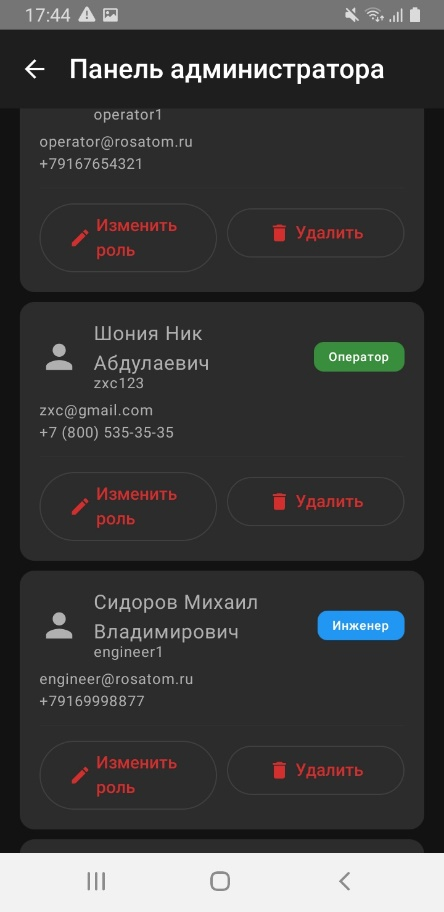 17:44
Панель администратора
operator1
operator@rosatom.ru
+79167654321
Изменить
роль
Удалить
Шония Ник
Абдулаевич
Оператор
zxc123
zxc@gmail.com
+7 (800) 535-35-35
Изменить
роль
Удалить
Сидоров Михаил
Владимирович
Инженер
engineer1
engineer@rosatom.ru
+79169998877
Изменить
роль
Удалить